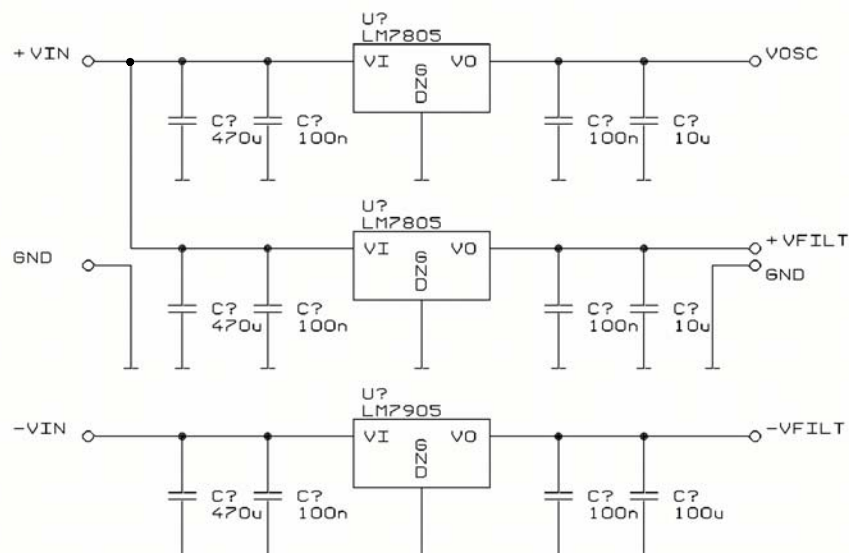 U?
LM7805
+VIN
VI
GND
VO
VOSC
C?
470u
C?
100n
C?
100n
C?
10u
U?
LM7805
GND
VI
GND
VO
+VFILT
GND
C?
470u
C?
100n
C?
100n
C?
10u
U?
LM7905
-VIN
VI
GND
VO
-VFILT
C?
470u
C?
100n
C?
100n
C?
100u